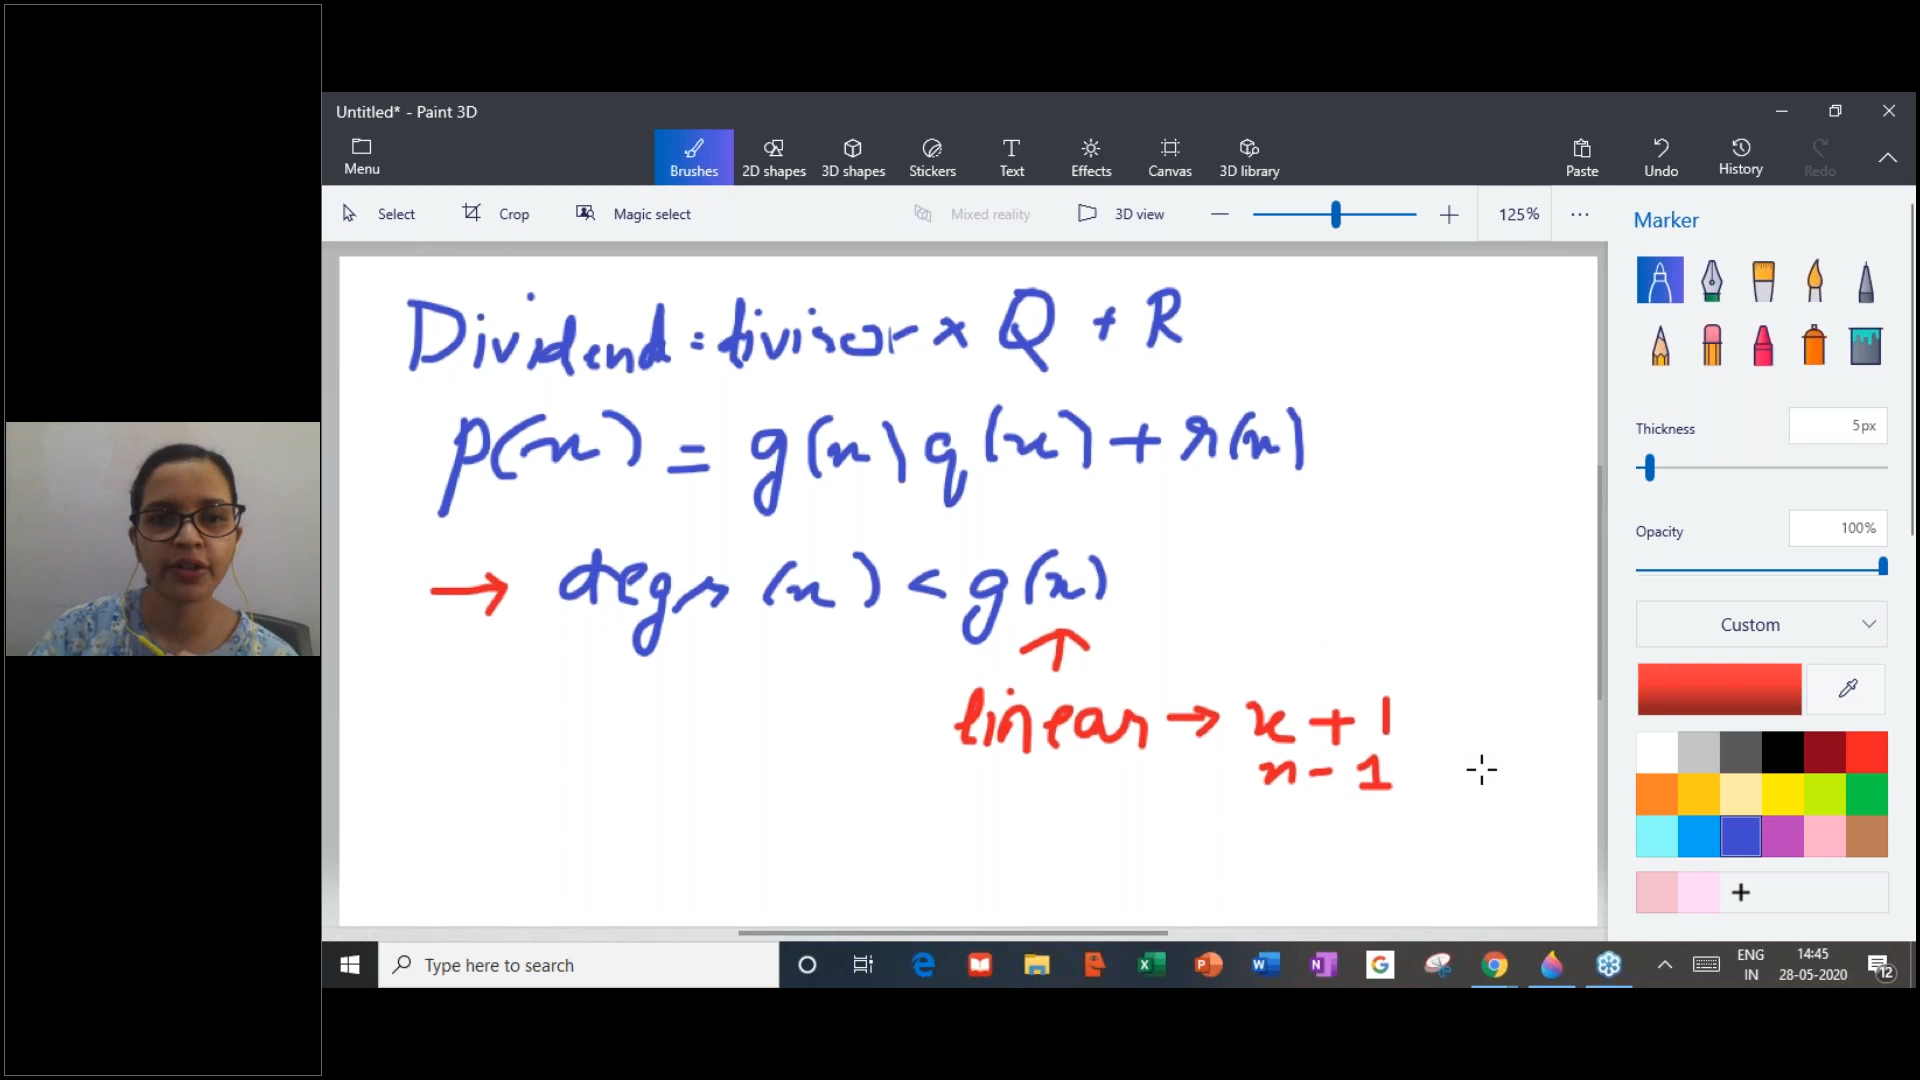 Untitled* - Paint 3D
Menu
Brushes 2D shapes 3D shapes Stickers Text Effects Canvas 3D library Paste Undo History Redo
Select Crop Magic select Mixed reality 3D view 125% ...
Marker
Dividend = divisor × Q + R
p(x) = g(x) q(x) + r(x)
deg r (x) < g(x)
linear → x + 1
x - 1
Thickness 5px
Opacity 100%
Custom
Type here to search
ENG
IN
14:45
28-05-2020
12